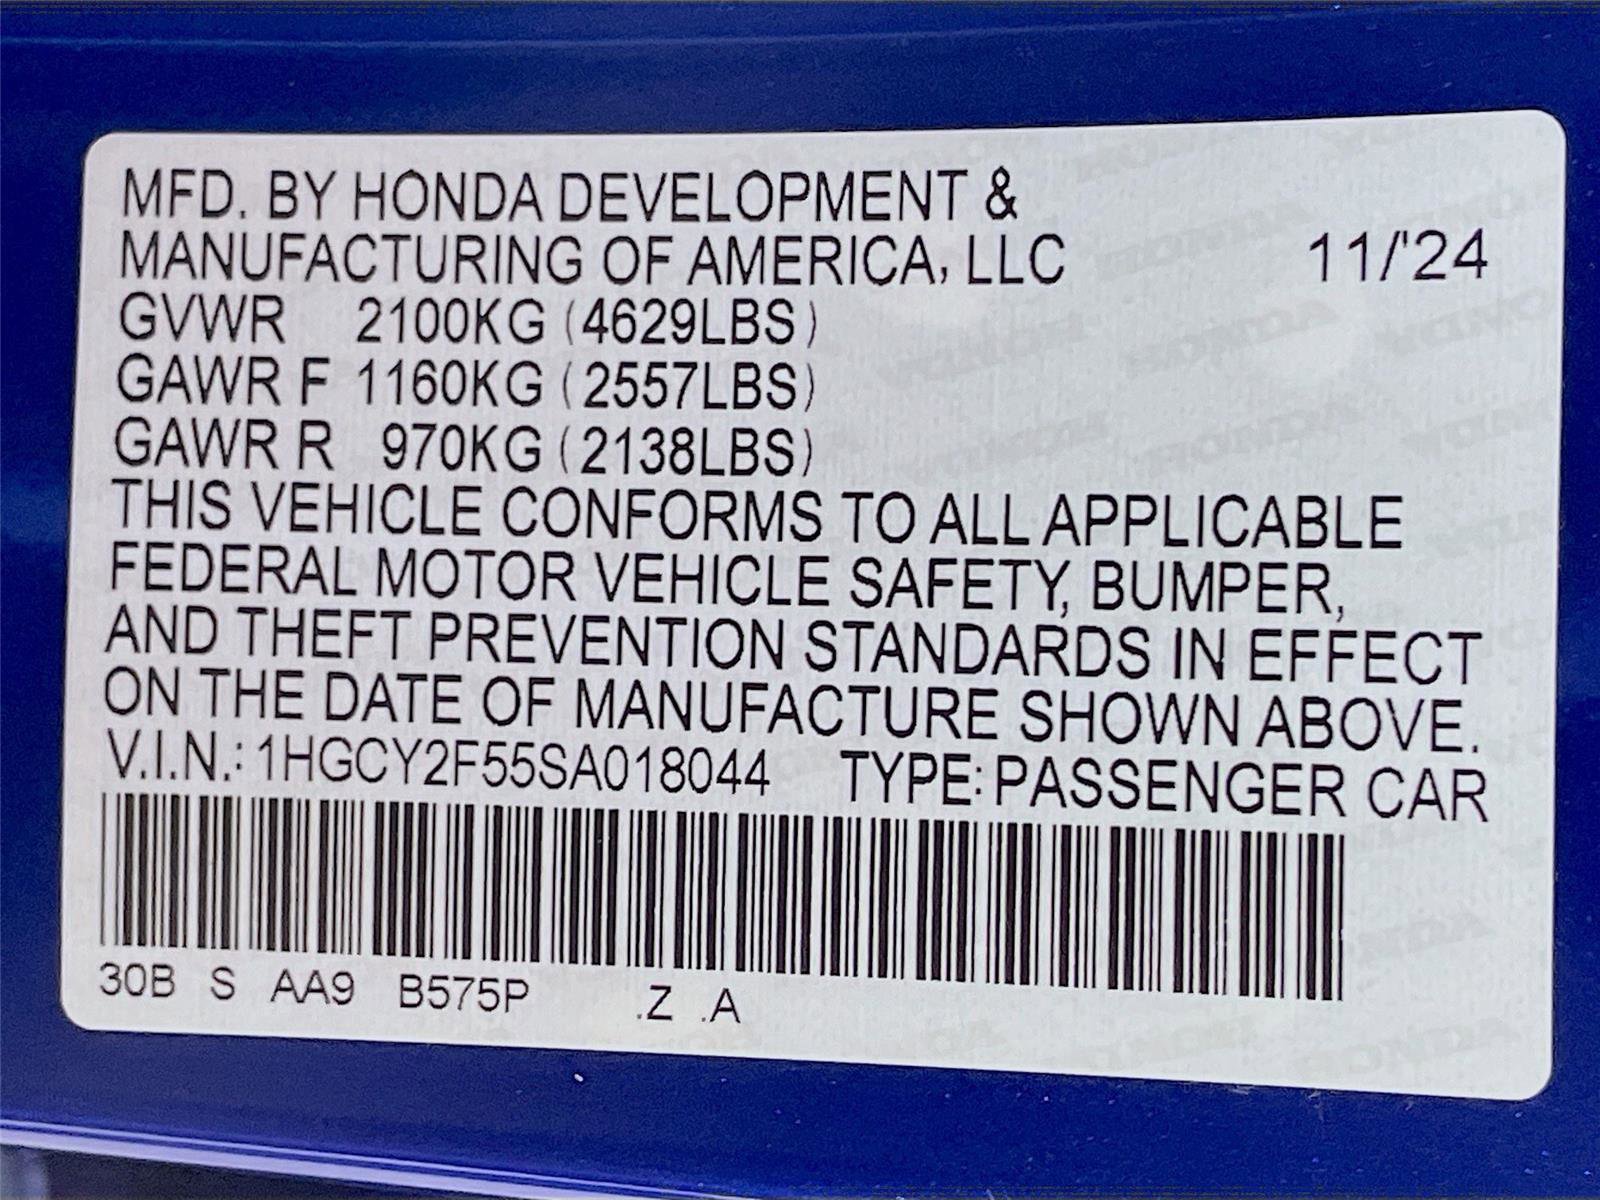 MFD. BY HONDA DEVELOPMENT &
MANUFACTURING OF AMERICA, LLC 11/'24
GVWR 2100KG (4629LBS)
GAWR F 1160KG (2557LBS)
GAWR R 970KG (2138LBS)
THIS VEHICLE CONFORMS TO ALL APPLICABLE
FEDERAL MOTOR VEHICLE SAFETY, BUMPER,
AND THEFT PREVENTION STANDARDS IN EFFECT
ON THE DATE OF MANUFACTURE SHOWN ABOVE.
V.I.N.: 1HGCY2F55SA018044 TYPE: PASSENGER CAR
30B S AA9 B575P .Z .A